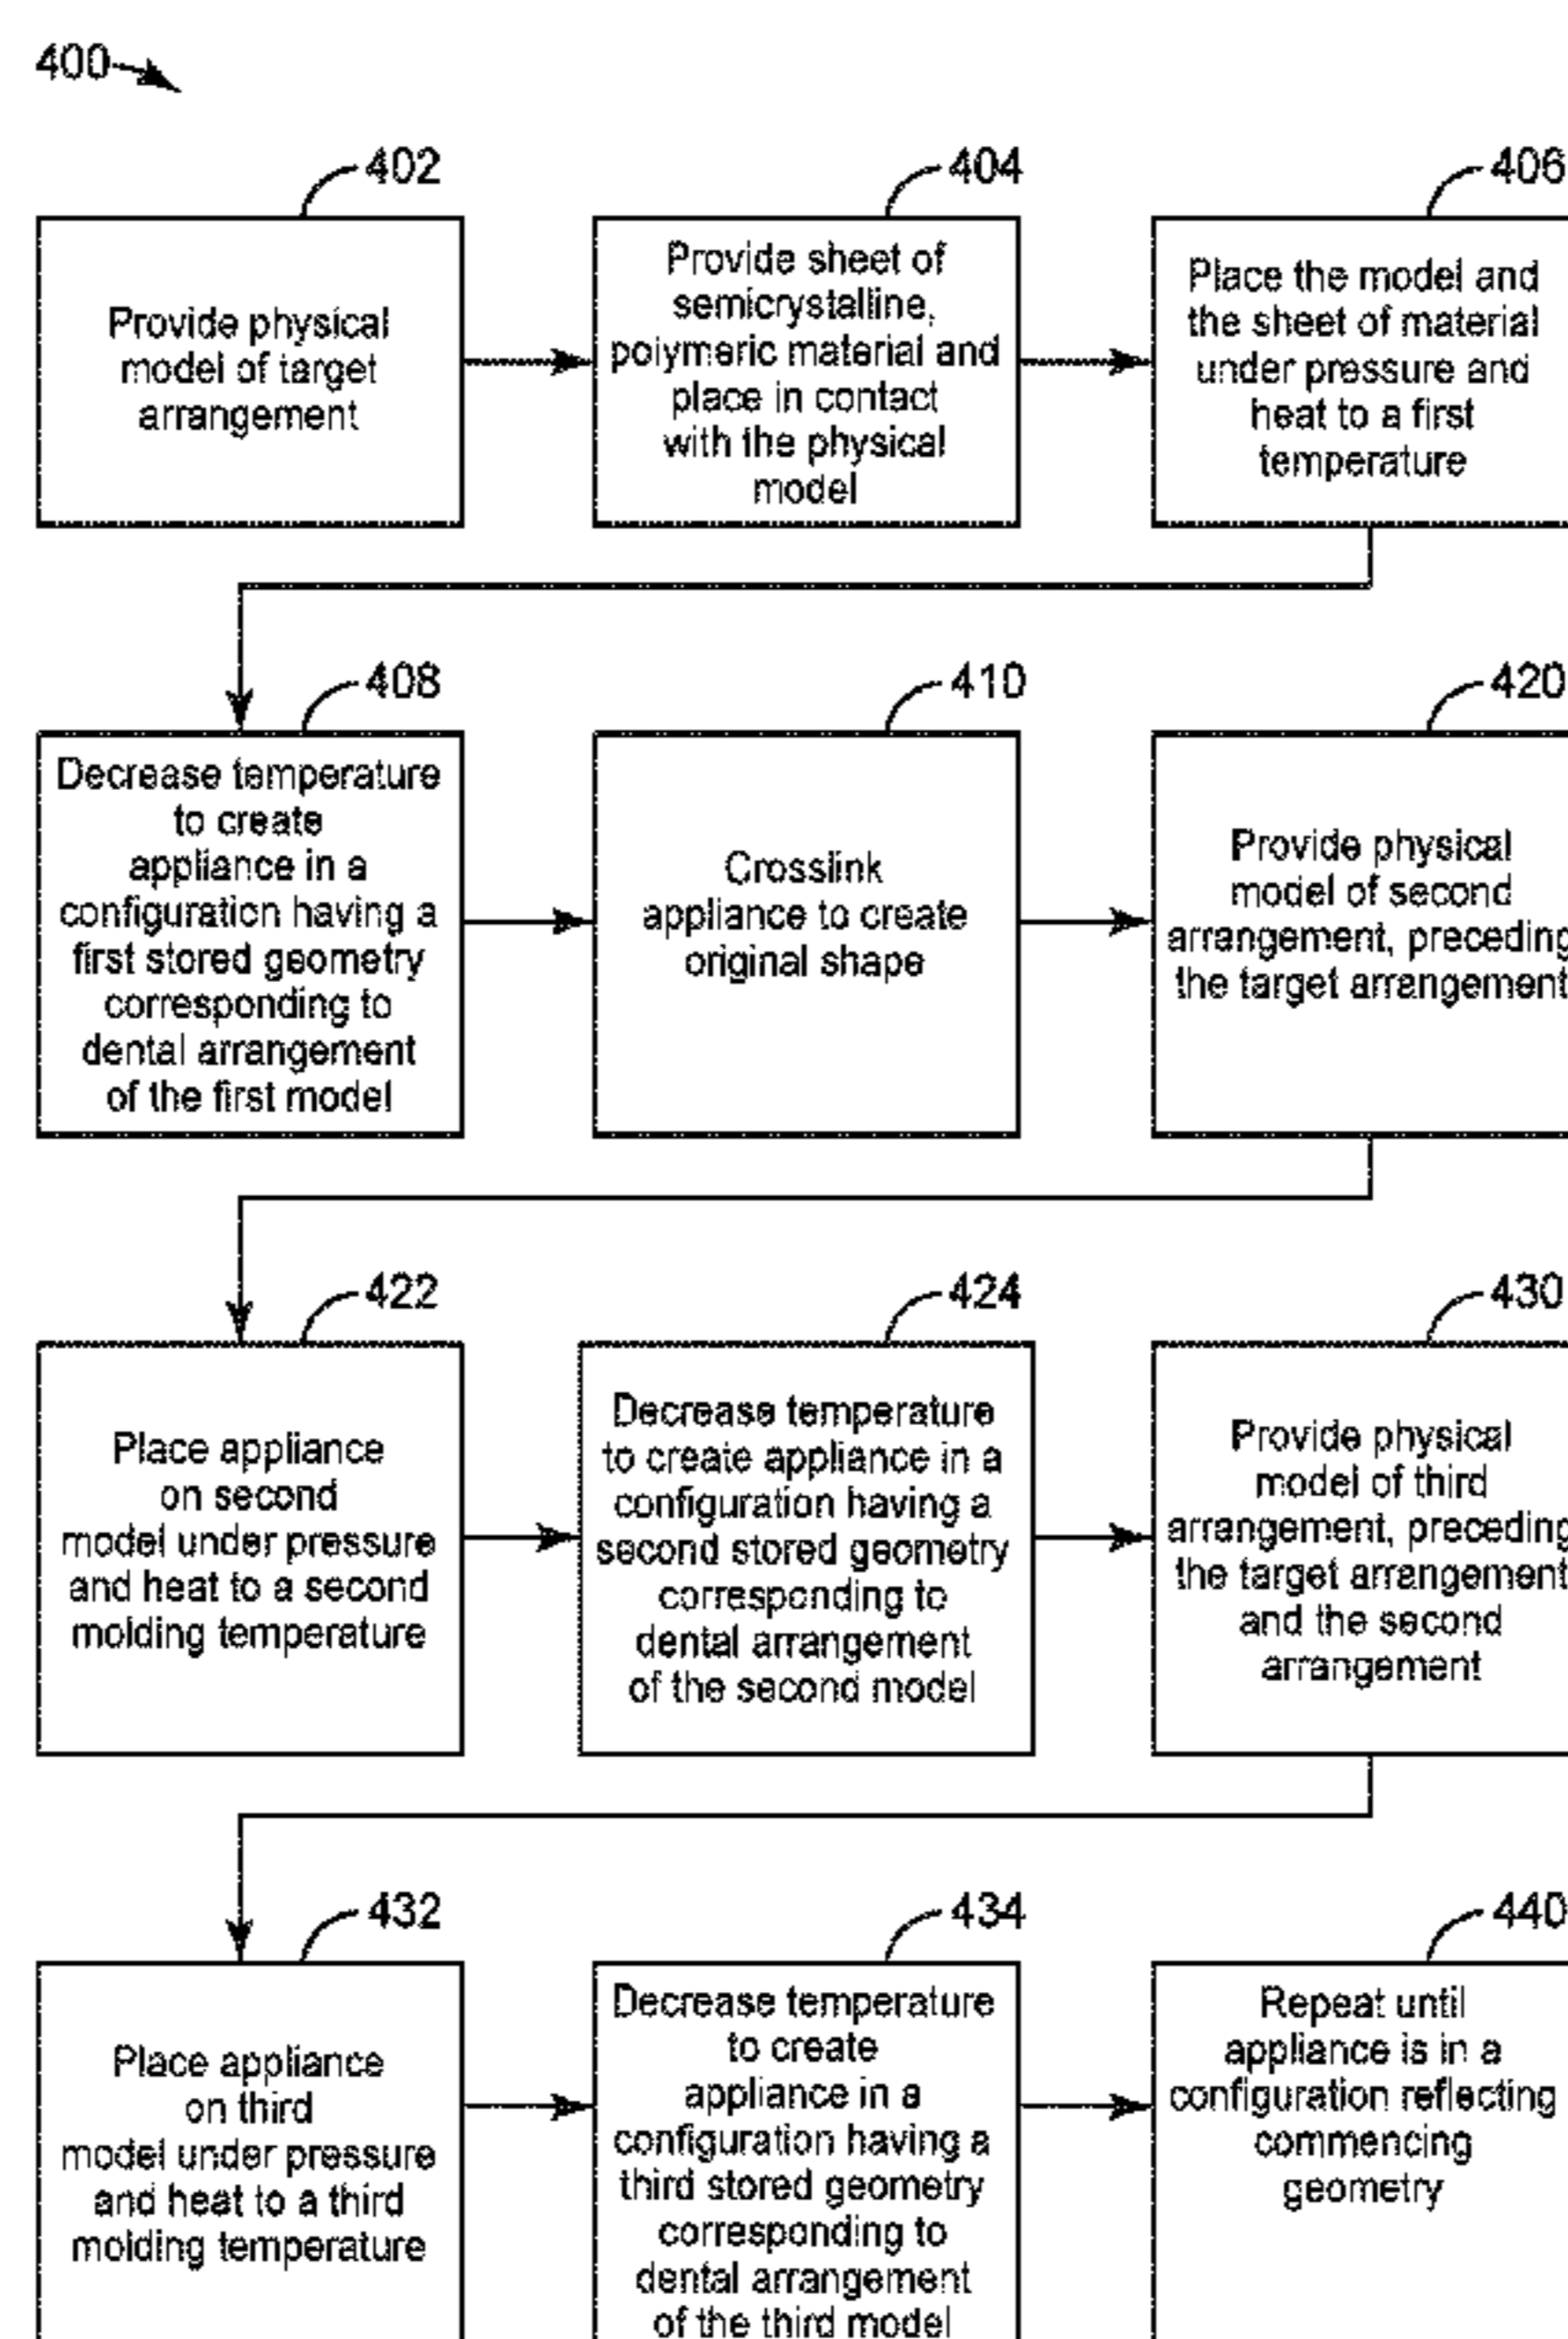 400
402
Provide physical
model of target
arrangement
404
Provide sheet of
semicrystalline,
polymeric material and
place in contact
with the physical
model
406
Place the model and
the sheet of material
under pressure and
heat to a first
temperature
408
Decrease temperature
to create
appliance in a
configuration having a
first stored geometry
corresponding to
dental arrangement
of the first model
410
Crosslink
appliance to create
original shape
420
Provide physical
model of second
arrangement, preceding
the target arrangement
422
Place appliance
on second
model under pressure
and heat to a second
molding temperature
424
Decrease temperature
to create appliance in a
configuration having a
second stored geometry
corresponding to
dental arrangement
of the second model
430
Provide physical
model of third
arrangement, preceding
the target arrangement
and the second
arrangement
432
Place appliance
on third
model under pressure
and heat to a third
molding temperature
434
Decrease temperature
to create
appliance in a
configuration having a
third stored geometry
corresponding to
dental arrangement
of the third model
440
Repeat until
appliance is in a
configuration reflecting
commencing
geometry